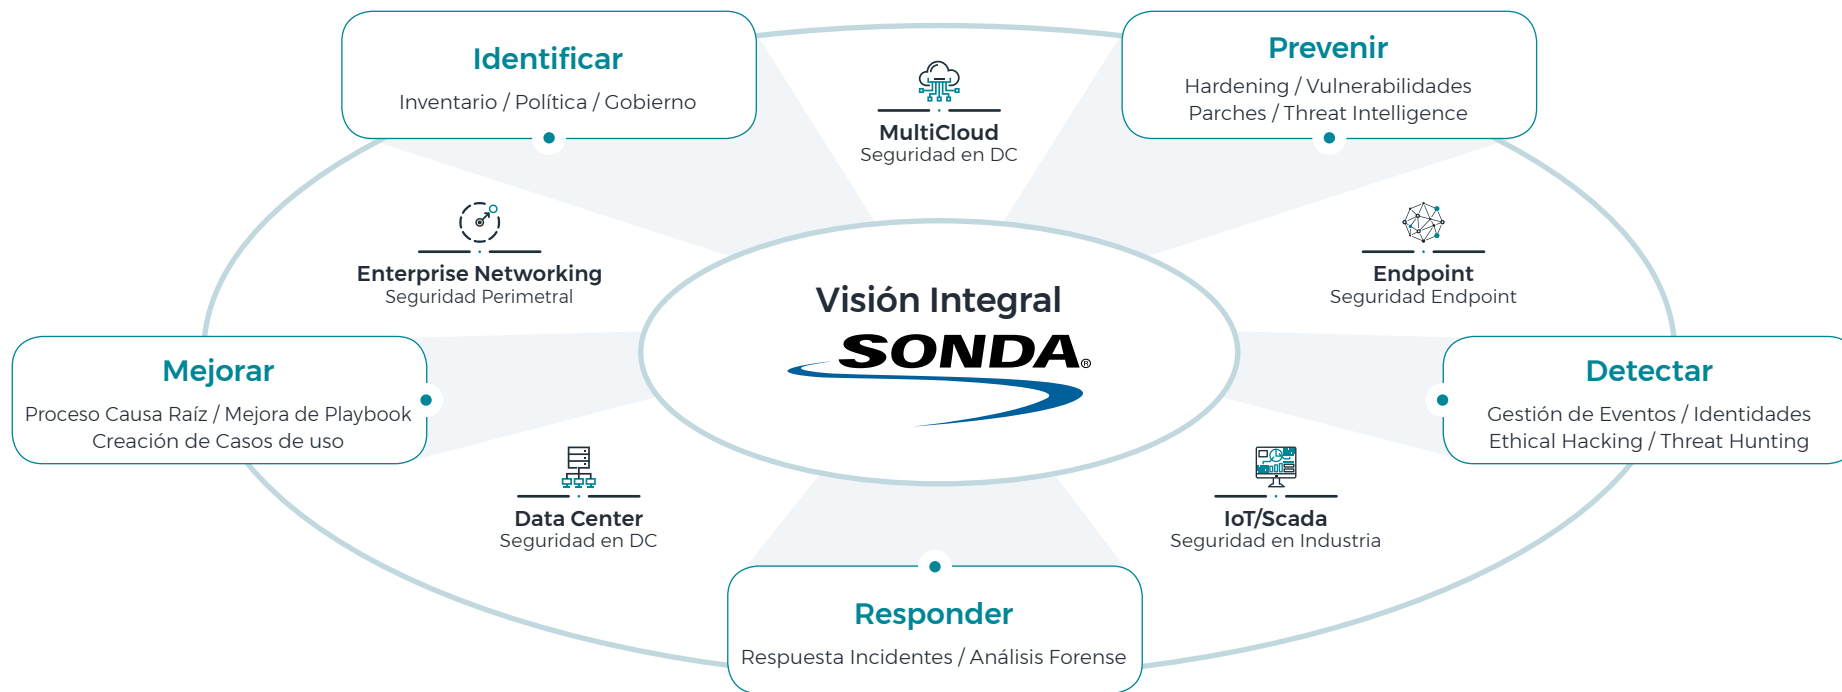 Identificar
Inventario / Política / Gobierno
Prevenir
Hardening / Vulnerabilidades
Parches / Threat Intelligence
MultiCloud
Seguridad en DC
Enterprise Networking
Seguridad Perimetral
Endpoint
Seguridad Endpoint
Visión Integral
SONDA®
Mejorar
Proceso Causa Raíz / Mejora de Playbook
Creación de Casos de uso
Detectar
Gestión de Eventos / Identidades
Ethical Hacking / Threat Hunting
Data Center
Seguridad en DC
IoT/Scada
Seguridad en Industria
Responder
Respuesta Incidentes / Análisis Forense